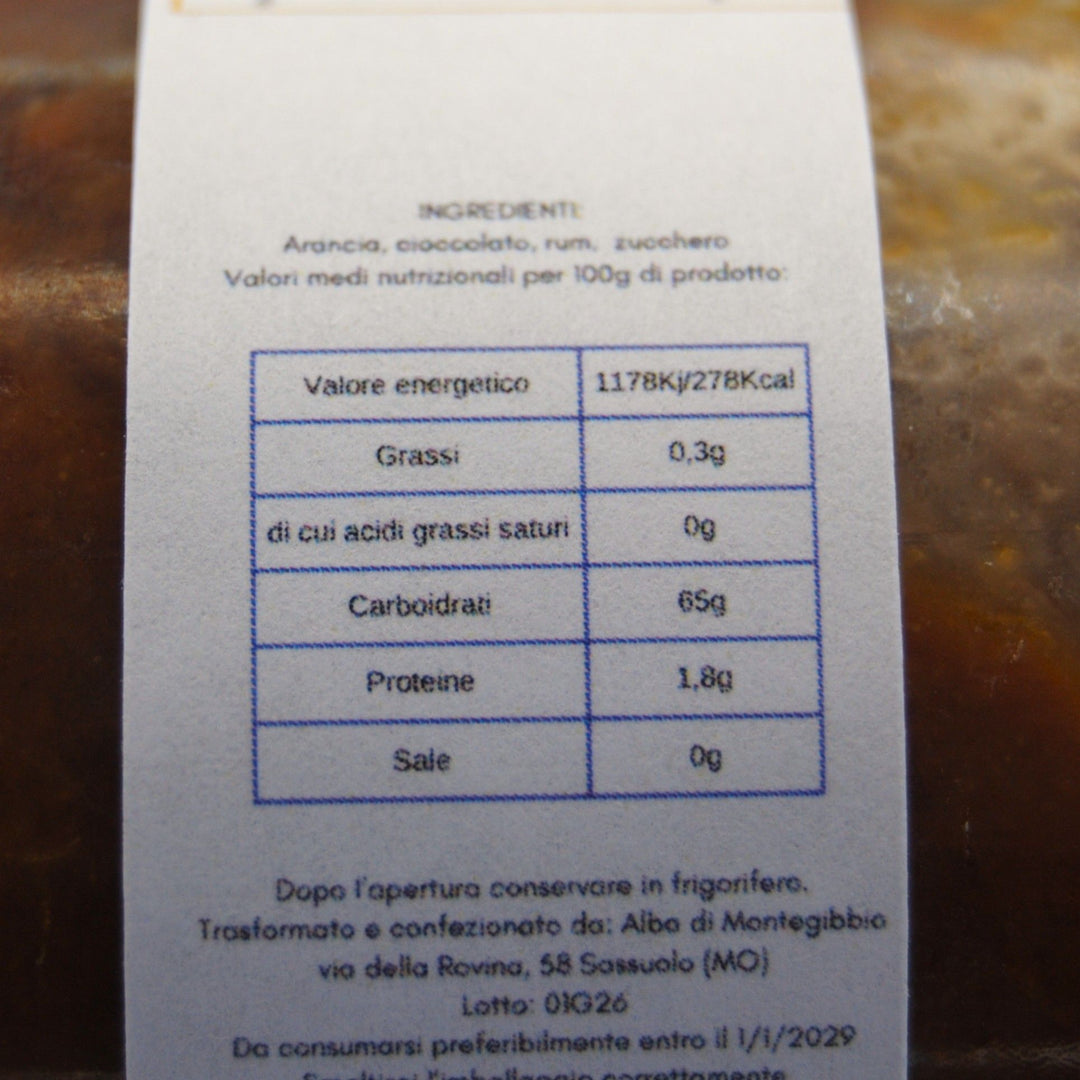 INGREDIENTI:
Arancia, cioccolato, rum, zucchero
Valori medi nutrizionali per 100g di prodotto:
Valore energetico 1178Kj/278Kcal
Grassi 0,3g
di cui acidi grassi saturi 0g
Carboidrati 65g
Proteine 1,8g
Sale 0g
Dopo l'apertura conservare in frigorifero.
Trasformato e confezionato da: Alba di Montegibbio
via della Rovina, 58 Sassuolo (MO)
Lotto: 01G26
Da consumarsi preferibilmente entro il 1/1/2029
Smaltirsi l'imballaggio correttamente